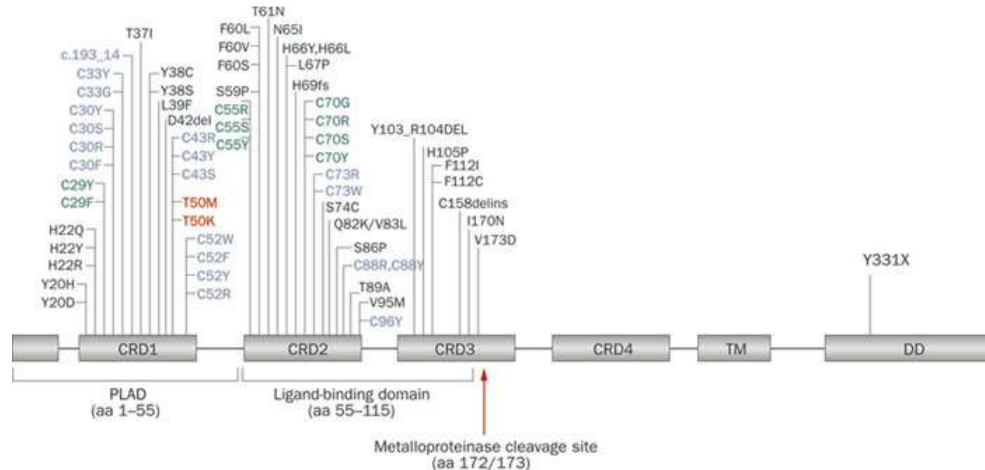 T61N
T37I
F60L
N65I
c.193_14
F60V
H66Y,H66L
C33Y
Y38C
F60S
L67P
C33G
Y38S
S59P
H69fs
C30Y
L39F
C55R
C70G
C30S
D42del
C55S
C70R
C30R
C43R
C55Y
C70S
Y103_R104DEL
C30F
C43Y
C70Y
H105P
C29Y
C43S
C73R
F112I
C29F
T50M
C73W
F112C
T50K
S74C
C158delins
H22Q
C52W
Q82K/V83L
I170N
H22Y
C52F
S86P
V173D
H22R
C52Y
C88R,C88Y
Y331X
Y20H
C52R
T89A
Y20D
V95M
C96Y
CRD1
CRD2
CRD3
CRD4
TM
DD
PLAD
(aa 1–55)
Ligand-binding domain
(aa 55–115)
Metalloproteinase cleavage site
(aa 172/173)